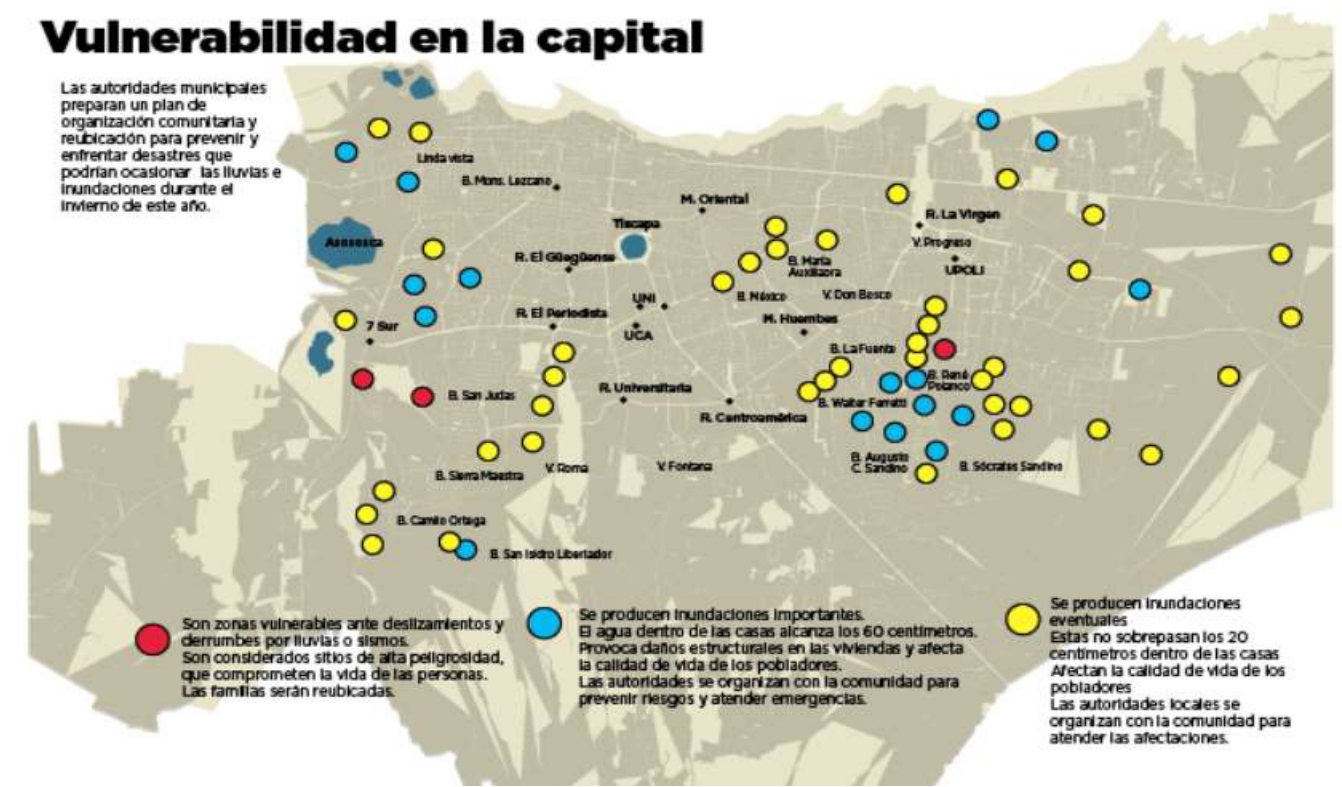 Vulnerabilidad en la capital
Las autoridades municipales
preparan un plan de
organización comunitaria y
reubicación para prevenir y
enfrentar desastres que
podrían ocasionar las lluvias e
inundaciones durante el
invierno de este año.
Linda vista
B. Mons. Lezcano
M. Oriental
Tiscapa
R. La Virgen
Asososca
V. Progreso
R. El Güegüense
B. María
Auxiliaora
UPOLI
UNI
B. México
V. Don Bosco
R. El Periodista
7 Sur
M. Huembes
UCA
B. La Fuente
B. René
Polanco
R. Universitaria
B. San Judas
B. Walter Ferretti
R. Centroamérica
B. Augusto
C. Sandino
B. Sócrates Sandino
V. Roma
V. Fontana
B. Sierra Maestra
B. Camilo Ortega
B. San Isidro Libertador
Son zonas vulnerables ante deslizamientos y
derrumbes por lluvias o sismos.
Son considerados sitios de alta peligrosidad,
que comprometen la vida de las personas.
Las familias serán reubicadas.
Se producen inundaciones importantes.
El agua dentro de las casas alcanza los 60 centímetros.
Provoca daños estructurales en las viviendas y afecta
la calidad de vida de los pobladores.
Las autoridades se organizan con la comunidad para
prevenir riesgos y atender emergencias.
Se producen inundaciones
eventuales
Estas no sobrepasan los 20
centímetros dentro de las casas
Afectan la calidad de vida de los
pobladores
Las autoridades locales se
organizan con la comunidad para
atender las afectaciones.